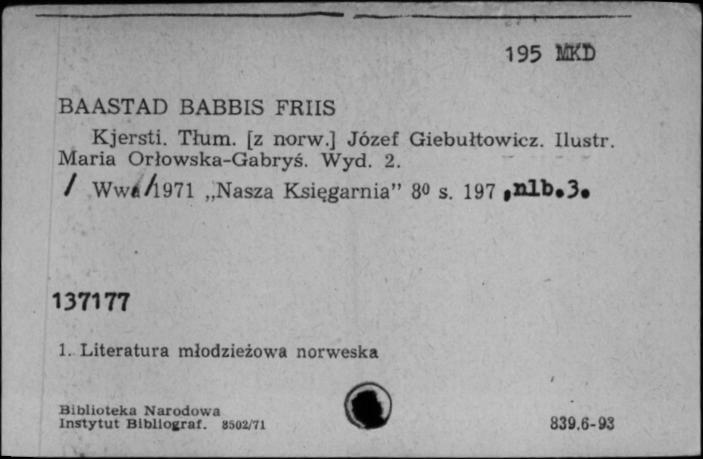 195 MKD
BAASTAD BABBIS FRIIS
Kjersti. Tłum. [z norw.] Józef Giebułtowicz. Ilustr.
Maria Orłowska-Gabryś. Wyd. 2.
/ Wwa/1971 „Nasza Księgarnia” 8⁰ s. 197 ,nlb.3.
137177
1. Literatura młodzieżowa norweska
Biblioteka Narodowa
Instytut Bibliograf. 8502/71
839.6-93